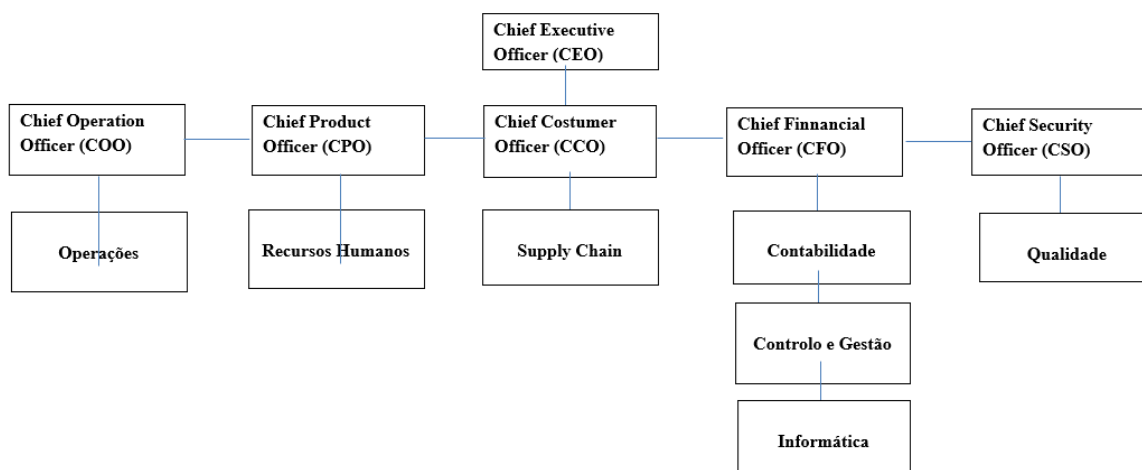 Chief Executive
Officer (CEO)
Chief Operation
Officer (COO)
Chief Product
Officer (CPO)
Chief Costumer
Officer (CCO)
Chief Finnancial
Officer (CFO)
Chief Security
Officer (CSO)
Operações
Recursos Humanos
Supply Chain
Contabilidade
Qualidade
Controlo e Gestão
Informática